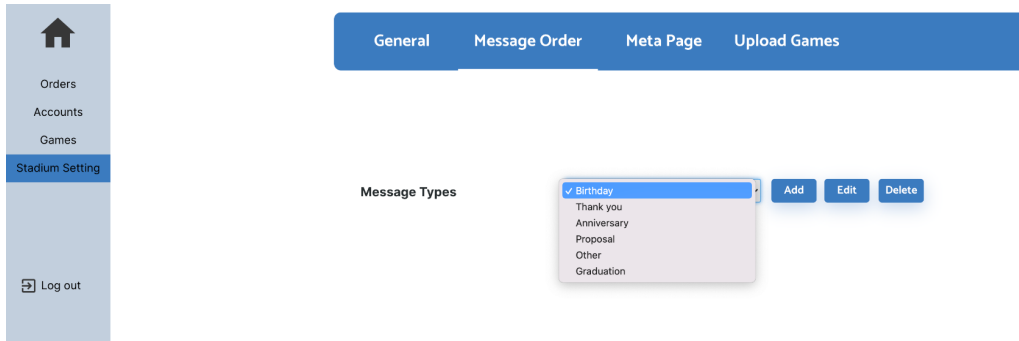 General Message Order Meta Page Upload Games
Orders
Accounts
Games
Stadium Setting
Message Types Birthday Add Edit Delete
Thank you
Anniversary
Proposal
Other
Graduation
Log out